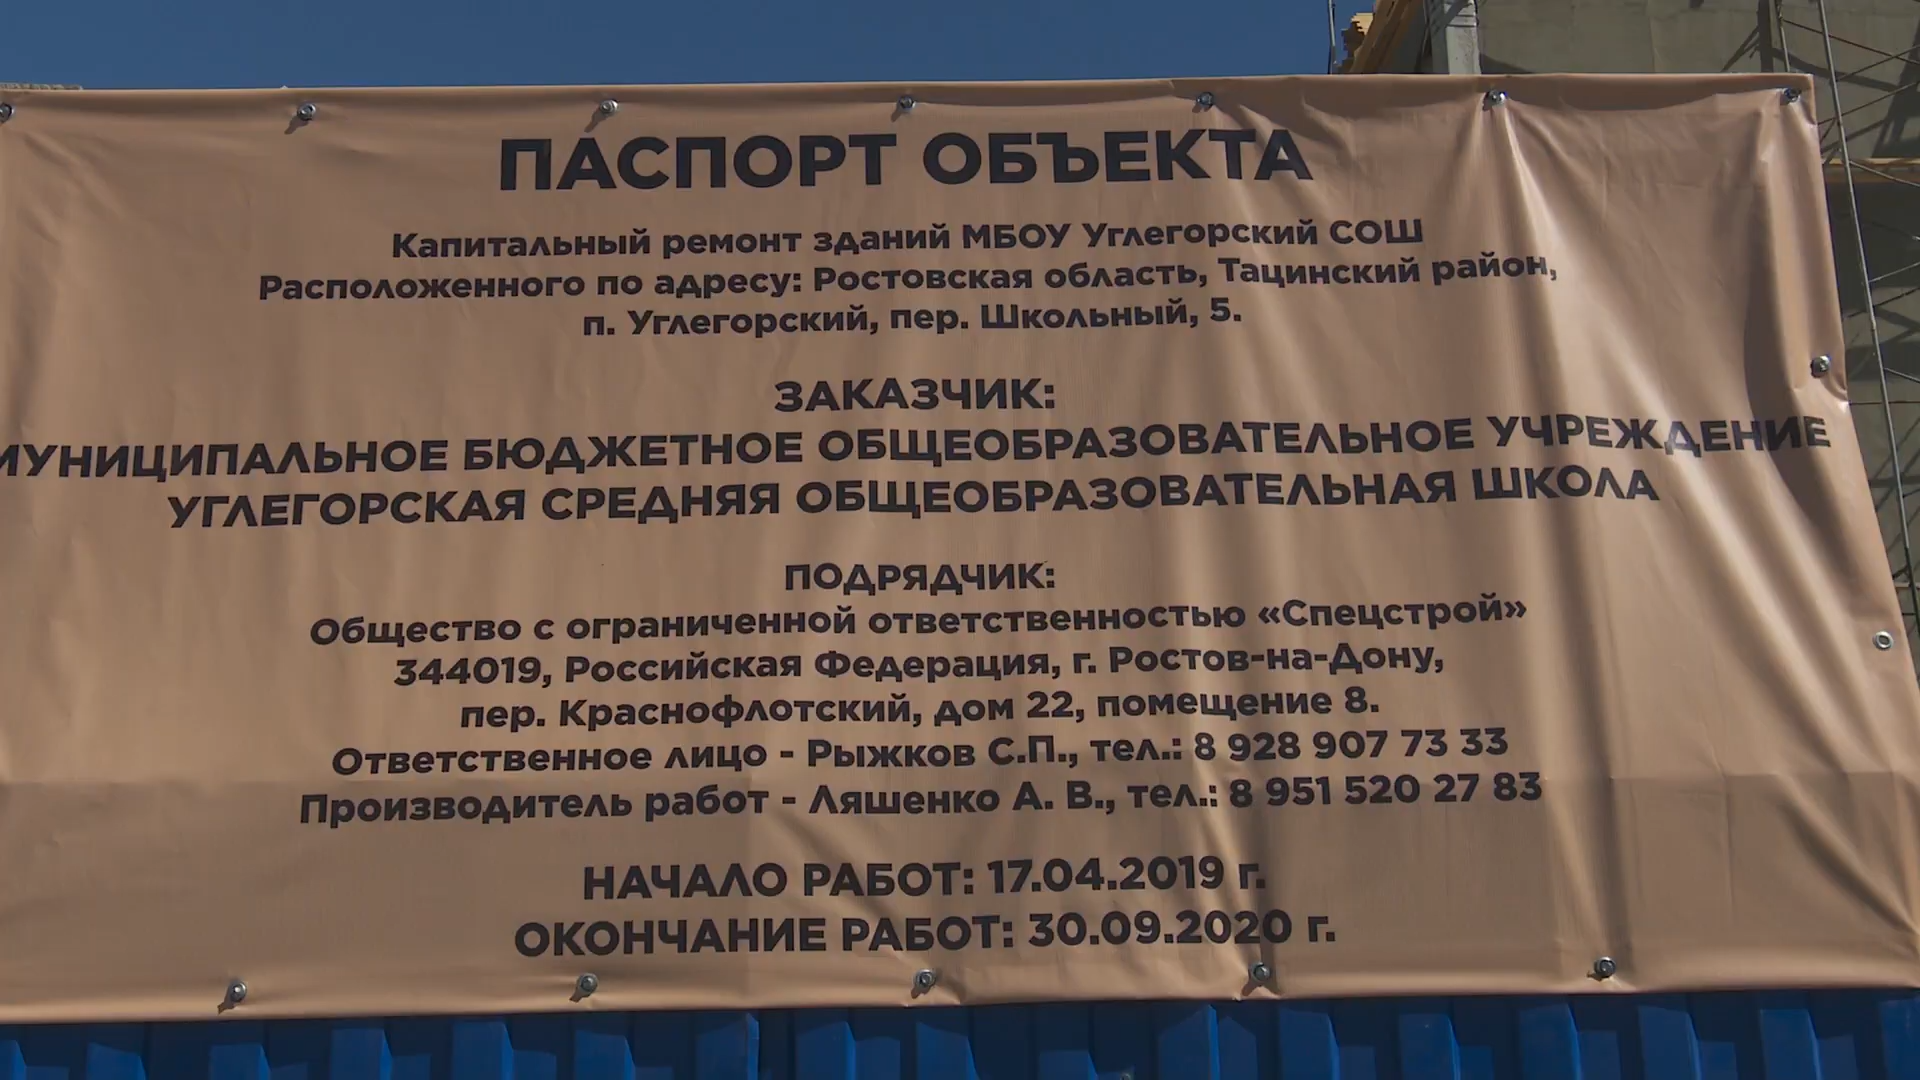 ПАСПОРТ ОБЪЕКТА
Капитальный ремонт зданий МБОУ Углегорский СОШ
Расположенного по адресу: Ростовская область, Тацинский район,
п. Углегорский, пер. Школьный, 5.
ЗАКАЗЧИК:
МУНИЦИПАЛЬНОЕ БЮДЖЕТНОЕ ОБЩЕОБРАЗОВАТЕЛЬНОЕ УЧРЕЖДЕНИЕ
УГЛЕГОРСКАЯ СРЕДНЯЯ ОБЩЕОБРАЗОВАТЕЛЬНАЯ ШКОЛА
ПОДРЯДЧИК:
Общество с ограниченной ответственностью «Спецстрой»
344019, Российская Федерация, г. Ростов-на-Дону,
пер. Краснофлотский, дом 22, помещение 8.
Ответственное лицо - Рыжков С.П., тел.: 8 928 907 73 33
Производитель работ - Ляшенко А. В., тел.: 8 951 520 27 83
НАЧАЛО РАБОТ: 17.04.2019 г.
ОКОНЧАНИЕ РАБОТ: 30.09.2020 г.